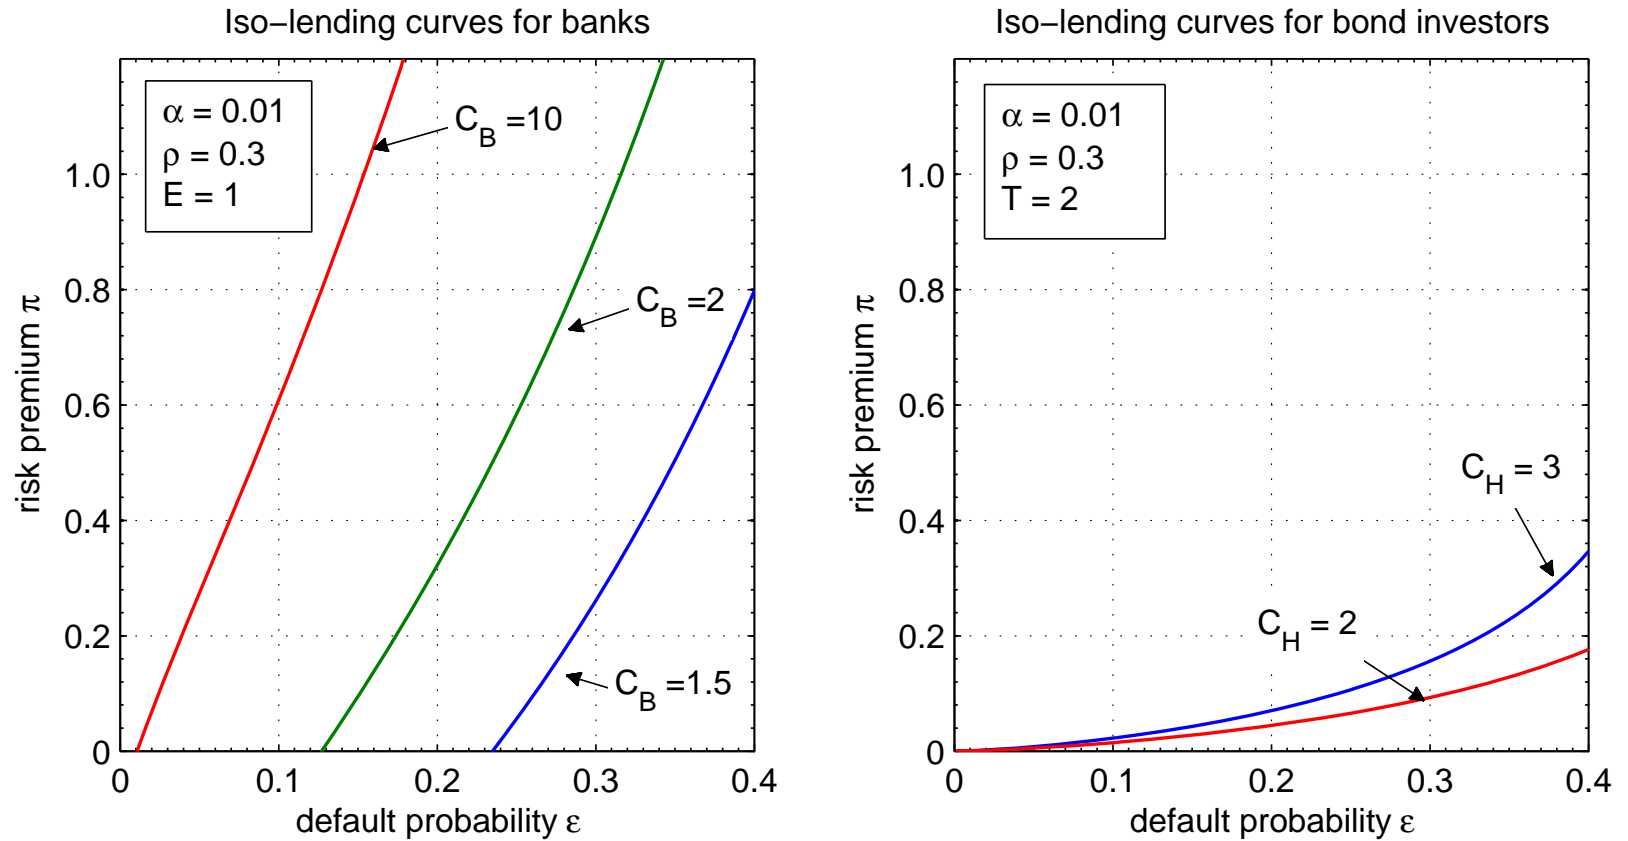 Iso−lending curves for banks
α = 0.01
ρ = 0.3
E = 1
C_B =10
C_B =2
C_B =1.5
1.0
0.8
0.6
0.4
0.2
0
0
0.1
0.2
0.3
0.4
risk premium π
default probability ε
Iso−lending curves for bond investors
α = 0.01
ρ = 0.3
T = 2
C_H = 3
C_H = 2
1.0
0.8
0.6
0.4
0.2
0
0
0.1
0.2
0.3
0.4
risk premium π
default probability ε